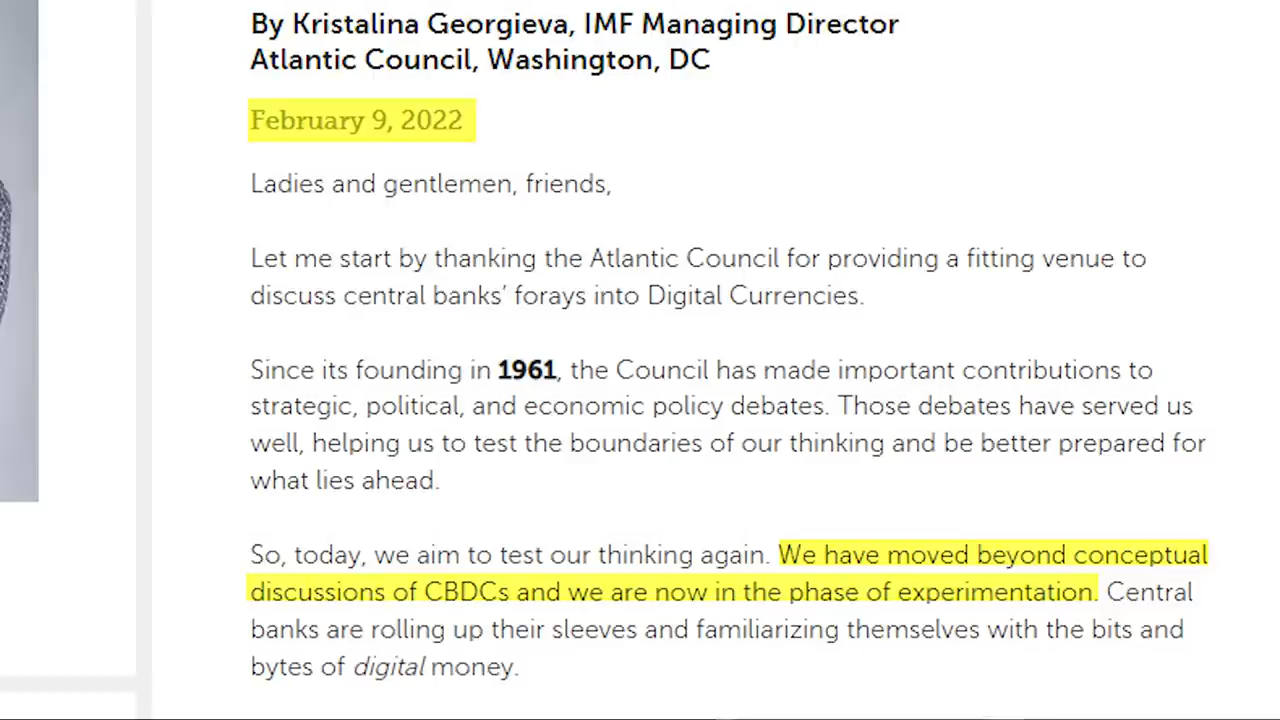 By Kristalina Georgieva, IMF Managing Director
Atlantic Council, Washington, DC
February 9, 2022
Ladies and gentlemen, friends,
Let me start by thanking the Atlantic Council for providing a fitting venue to
discuss central banks’ forays into Digital Currencies.
Since its founding in 1961, the Council has made important contributions to
strategic, political, and economic policy debates. Those debates have served us
well, helping us to test the boundaries of our thinking and be better prepared for
what lies ahead.
So, today, we aim to test our thinking again. We have moved beyond conceptual
discussions of CBDCs and we are now in the phase of experimentation. Central
banks are rolling up their sleeves and familiarizing themselves with the bits and
bytes of digital money.